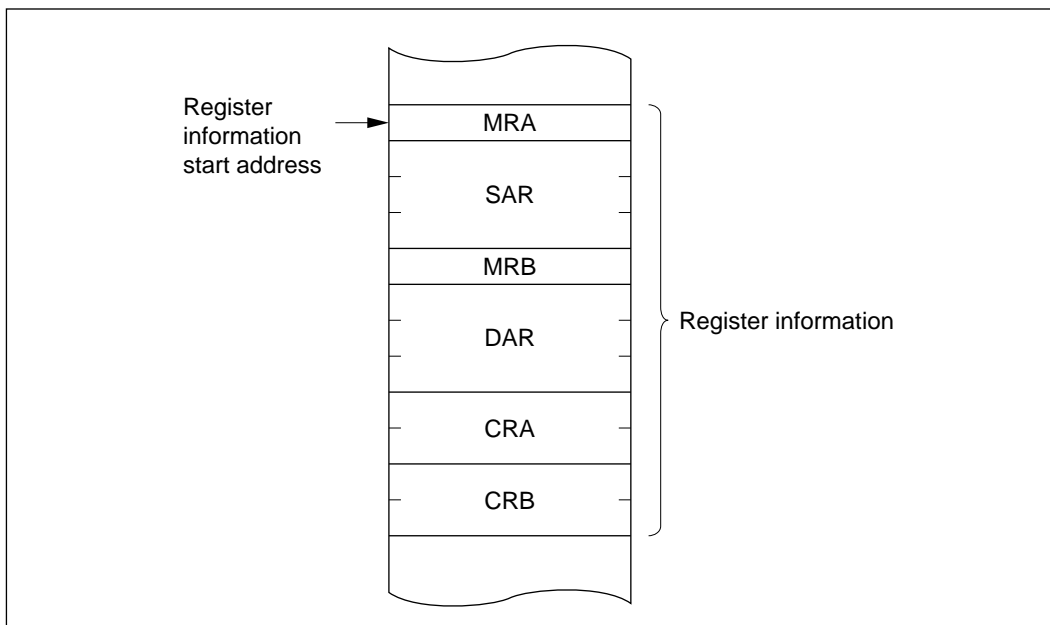 Register
information
start address
MRA
SAR
MRB
DAR
Register information
CRA
CRB